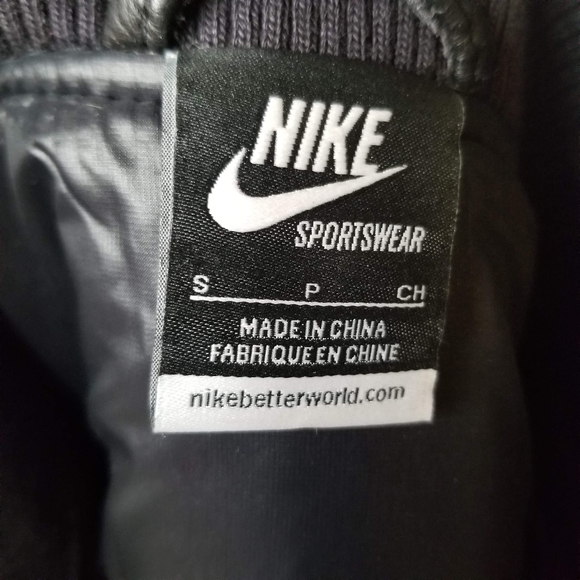 NIKE
SPORTSWEAR
S P CH
MADE IN CHINA
FABRIQUE EN CHINE
nikebetterworld.com